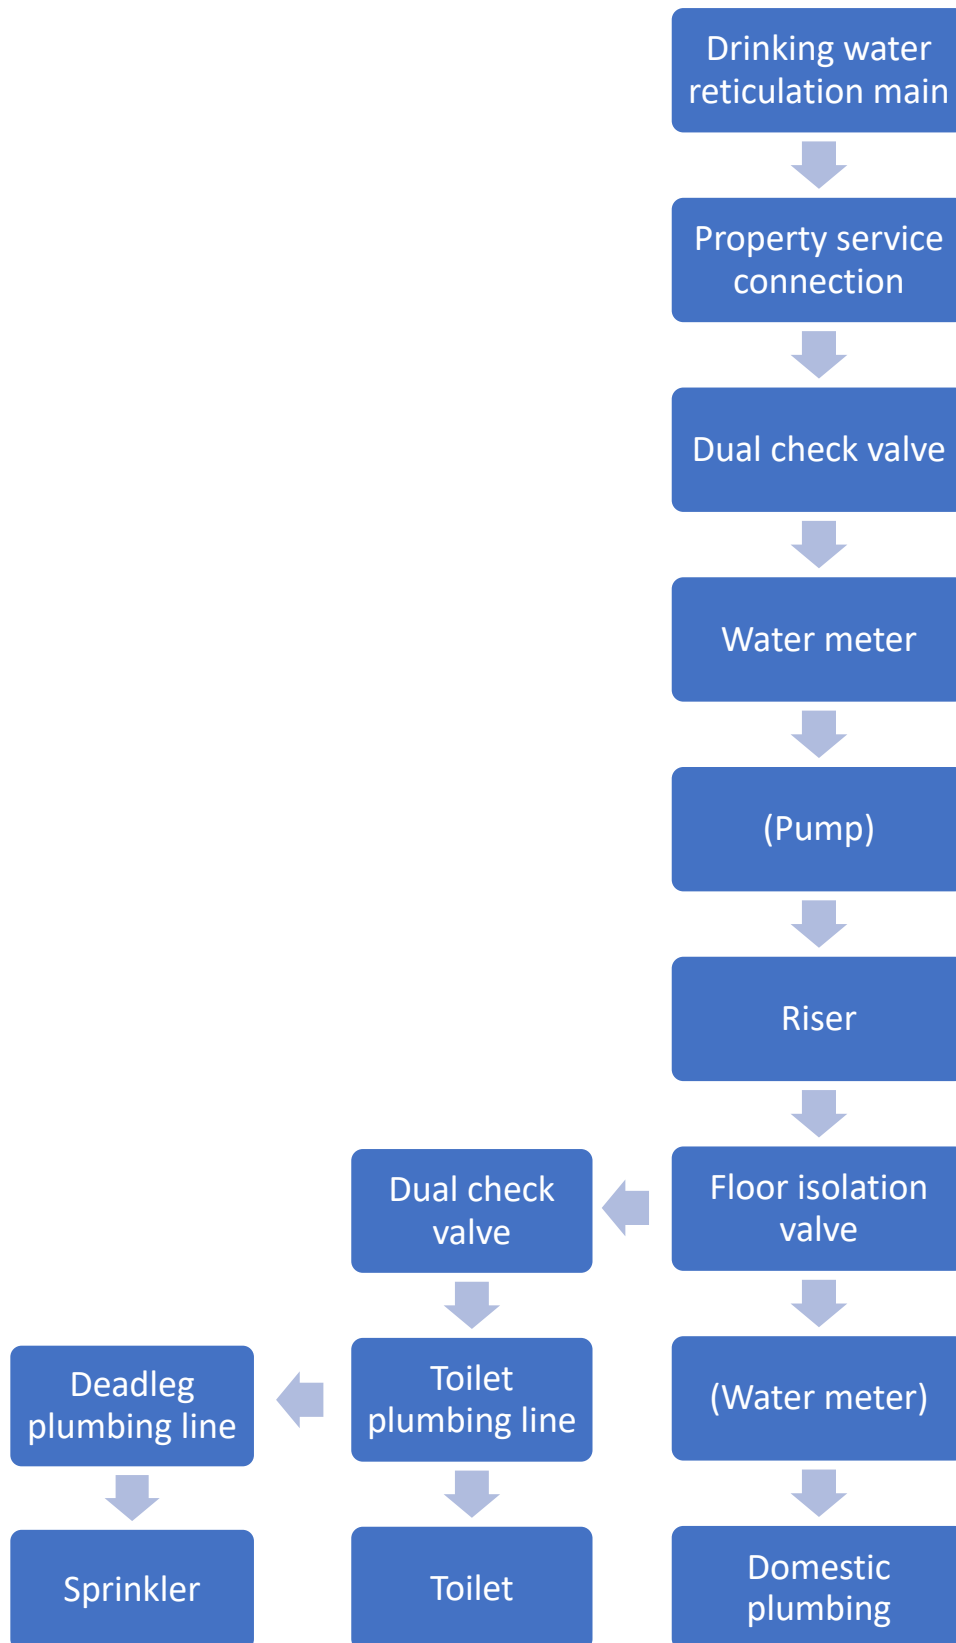 Drinking water
reticulation main
Property service
connection
Dual check valve
Water meter
(Pump)
Riser
Floor isolation
valve
Dual check
valve
(Water meter)
Toilet
plumbing line
Deadleg
plumbing line
Domestic
plumbing
Toilet
Sprinkler